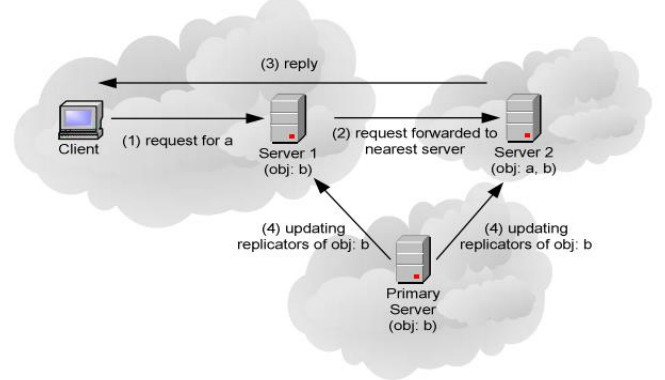 (3) reply
Client
(1) request for a
Server 1
(obj: b)
(2) request forwarded to
nearest server
Server 2
(obj: a, b)
(4) updating
replicators of obj: b
(4) updating
replicators of obj: b
Primary
Server
(obj: b)